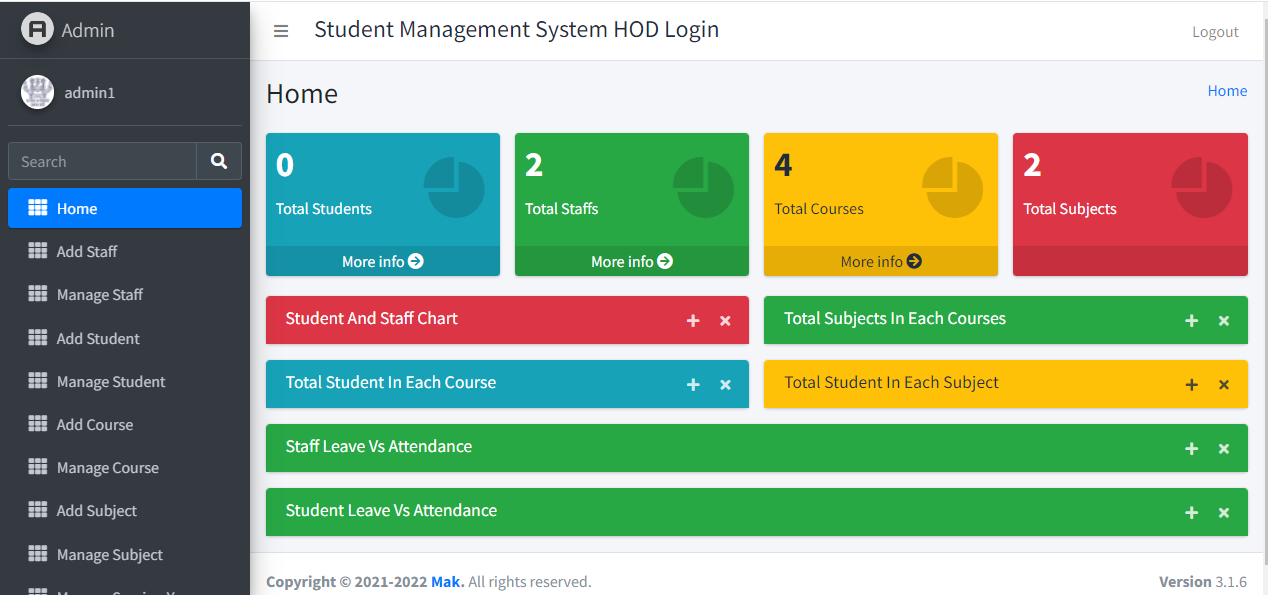 Admin
Student Management System HOD Login
Logout
admin1
Search
Home
Add Staff
Manage Staff
Add Student
Manage Student
Add Course
Manage Course
Add Subject
Manage Subject
Home
Home
0
Total Students
More info
2
Total Staffs
More info
4
Total Courses
More info
2
Total Subjects
Student And Staff Chart
Total Subjects In Each Courses
Total Student In Each Course
Total Student In Each Subject
Staff Leave Vs Attendance
Student Leave Vs Attendance
Copyright © 2021-2022 Mak. All rights reserved.
Version 3.1.6